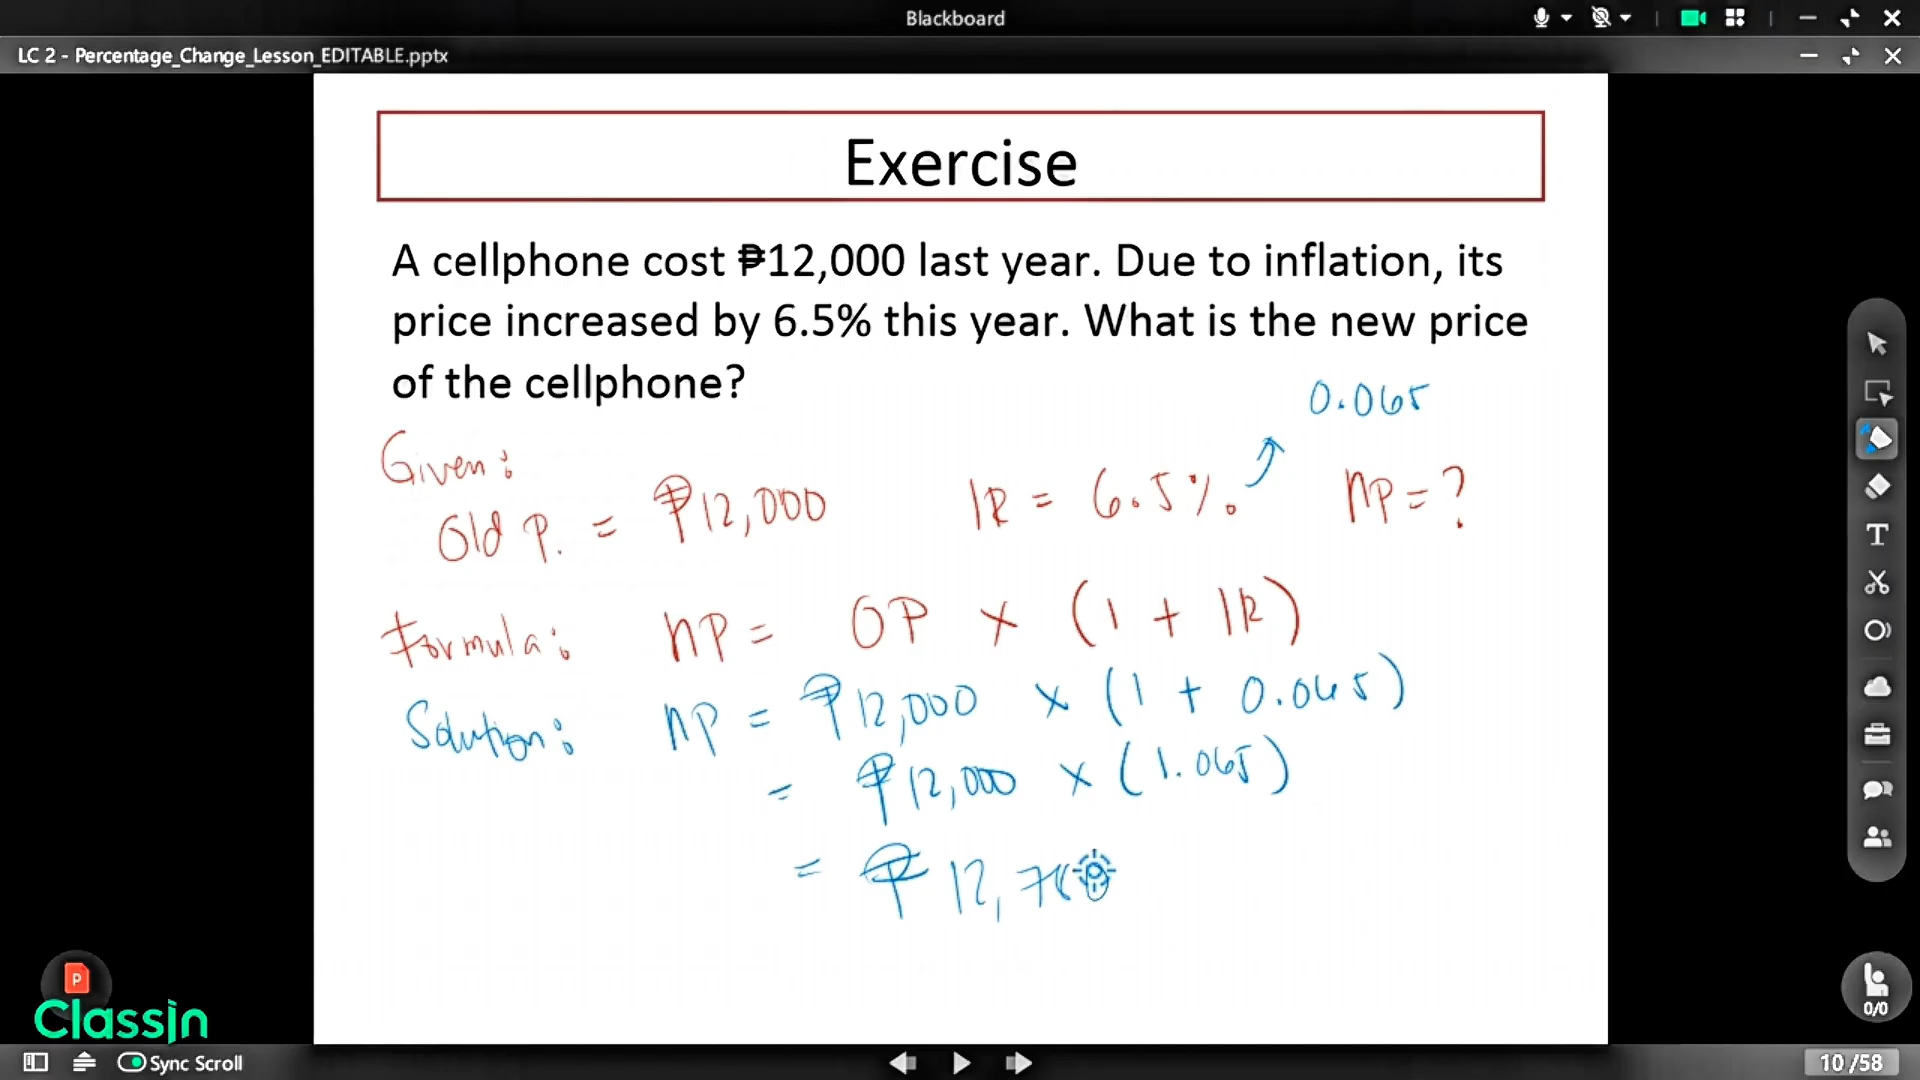 Blackboard
LC 2 - Percentage_Change_Lesson_EDITABLE.pptx
Exercise
A cellphone cost ₱12,000 last year. Due to inflation, its
price increased by 6.5% this year. What is the new price
of the cellphone?
0.065
Given:
Old P. = ₱12,000 IR = 6.5% NP = ?
Formula: NP = OP × (1 + IR)
Solution: NP = ₱12,000 × (1 + 0.065)
= ₱12,000 × (1.065)
= ₱12,78
T
P
ClassIn
0/0
Sync Scroll
10/58